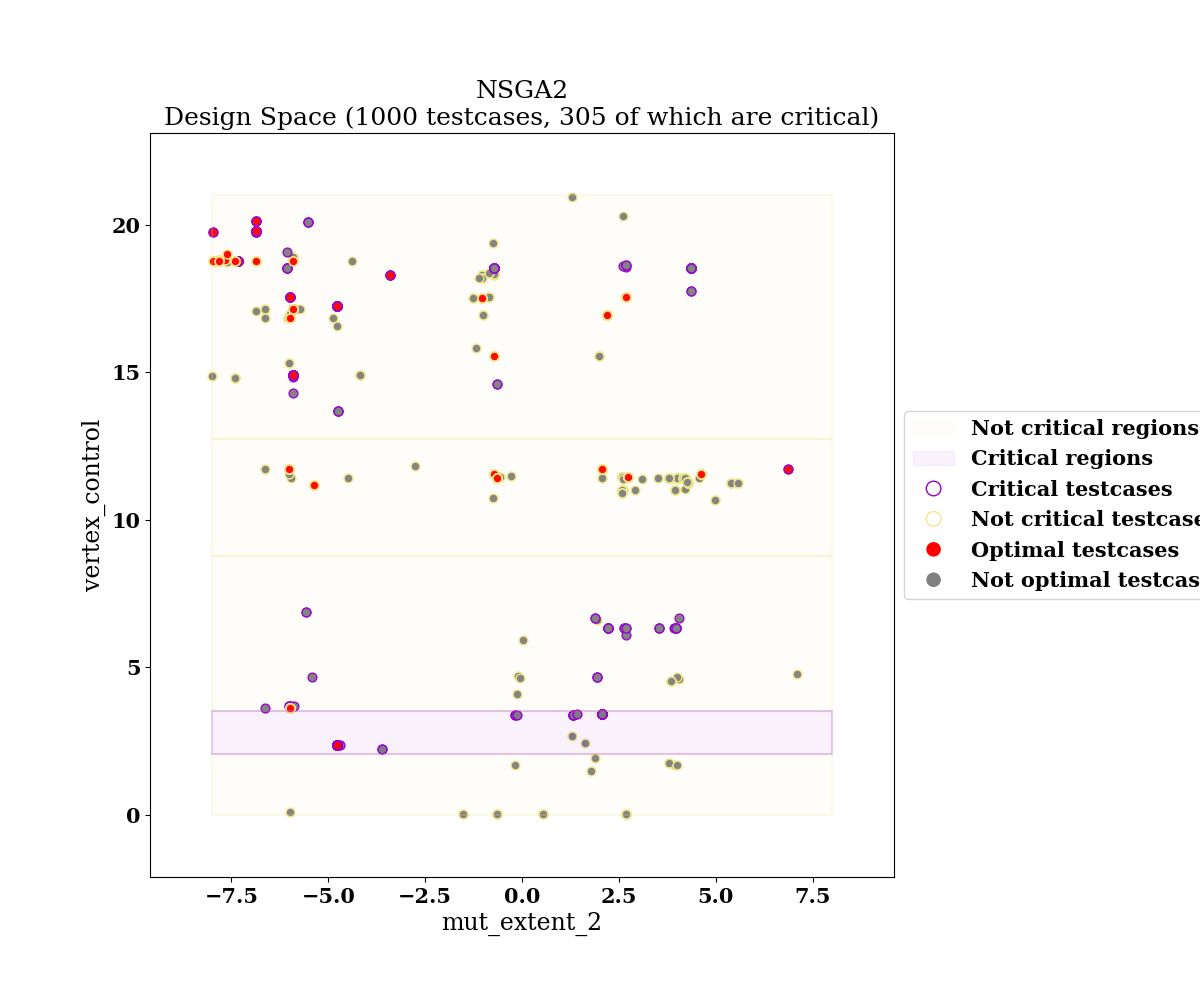 NSGA2
Design Space (1000 testcases, 305 of which are critical)
20
15
10
5
0
vertex_control
−7.5 −5.0 −2.5 0.0 2.5 5.0 7.5
mut_extent_2
Not critical regions
Critical regions
Critical testcases
Not critical testcase
Optimal testcases
Not optimal testcas